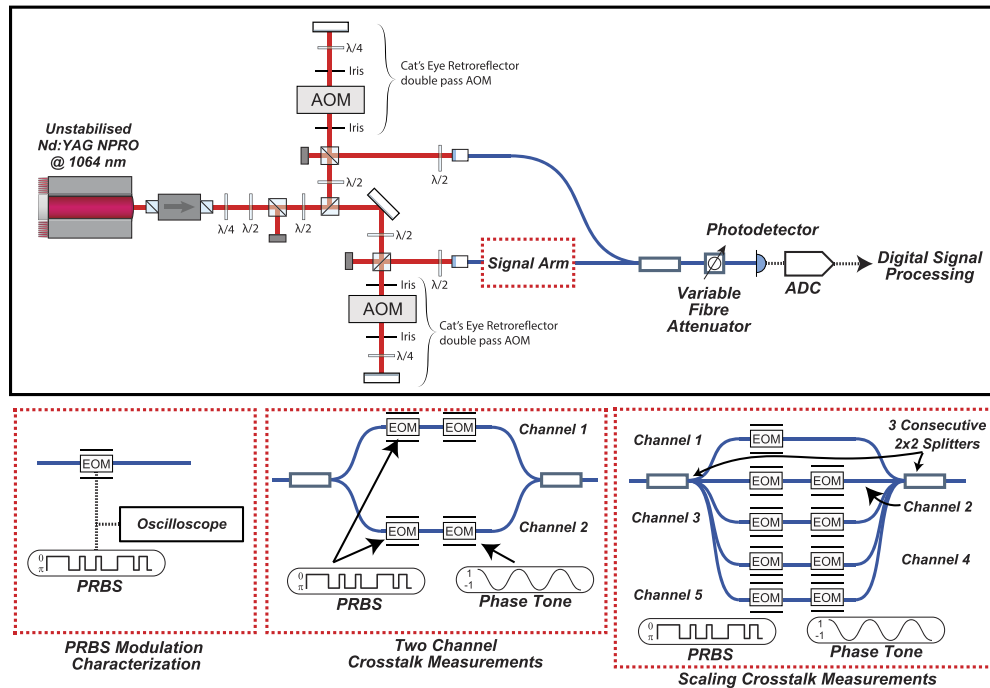 λ/4
Iris
Cat's Eye Retroreflector
double pass AOM
AOM
Iris
Unstabilised
Nd:YAG NPRO
@ 1064 nm
λ/2
λ/2
λ/4
λ/2
λ/2
λ/2
λ/2
Signal Arm
Photodetector
Variable
Fibre
Attenuator
ADC
Digital Signal
Processing
Iris
AOM
Iris
λ/4
Cat's Eye Retroreflector
double pass AOM
EOM
Oscilloscope
0
π
PRBS
PRBS Modulation
Characterization
EOM
EOM
Channel 1
EOM
EOM
Channel 2
0
π
PRBS
1
-1
Phase Tone
Two Channel
Crosstalk Measurements
3 Consecutive
2x2 Splitters
Channel 1
EOM
EOM
EOM
Channel 2
Channel 3
EOM
EOM
EOM
EOM
Channel 4
Channel 5
EOM
EOM
0
π
PRBS
1
-1
Phase Tone
Scaling Crosstalk Measurements